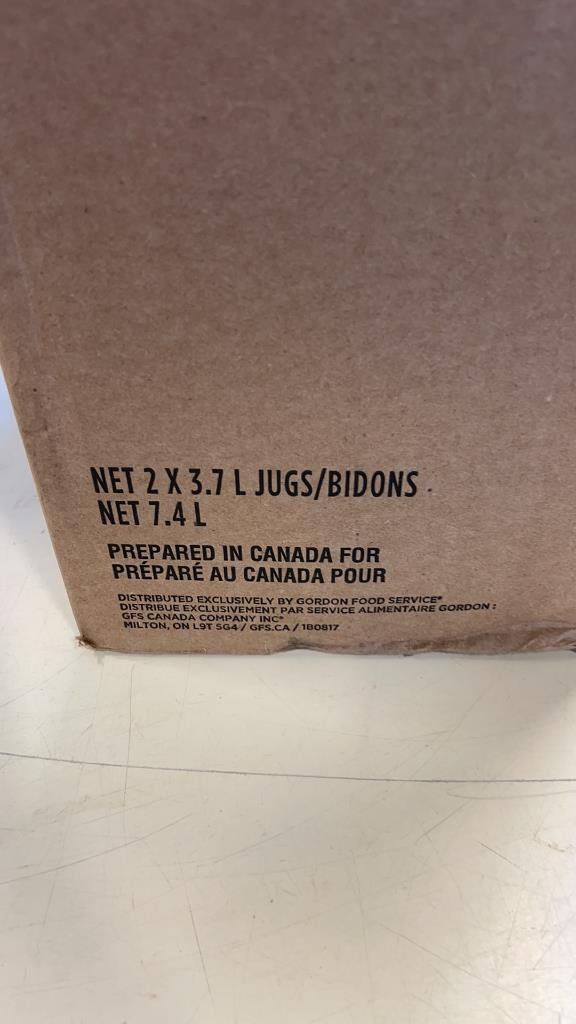 NET 2 X 3.7 L JUGS/BIDONS
NET 7.4 L
PREPARED IN CANADA FOR
PRÉPARÉ AU CANADA POUR
DISTRIBUTED EXCLUSIVELY BY GORDON FOOD SERVICE®
DISTRIBUE EXCLUSIVEMENT PAR SERVICE ALIMENTAIRE GORDON :
GFS CANADA COMPANY INC®
MILTON, ON L9T 5G4 / GFS.CA / 1B0817